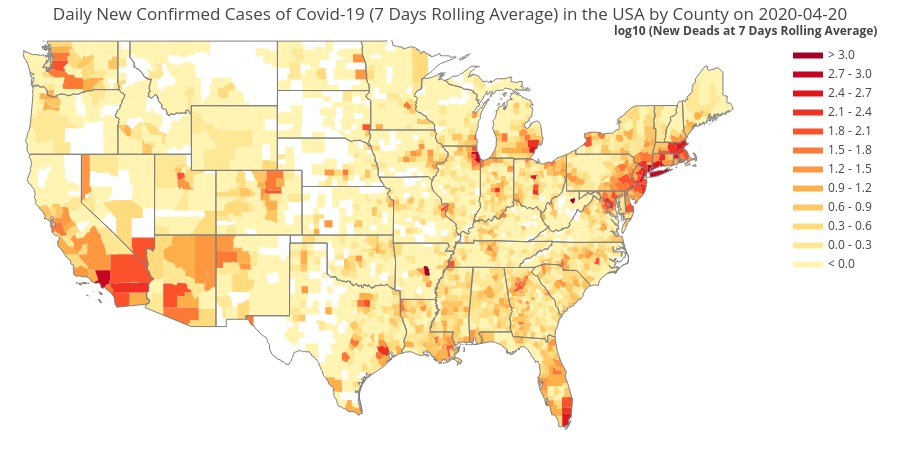 Daily New Confirmed Cases of Covid-19 (7 Days Rolling Average) in the USA by County on 2020-04-20
log10 (New Deads at 7 Days Rolling Average)
> 3.0
2.7 - 3.0
2.4 - 2.7
2.1 - 2.4
1.8 - 2.1
1.5 - 1.8
1.2 - 1.5
0.9 - 1.2
0.6 - 0.9
0.3 - 0.6
0.0 - 0.3
< 0.0